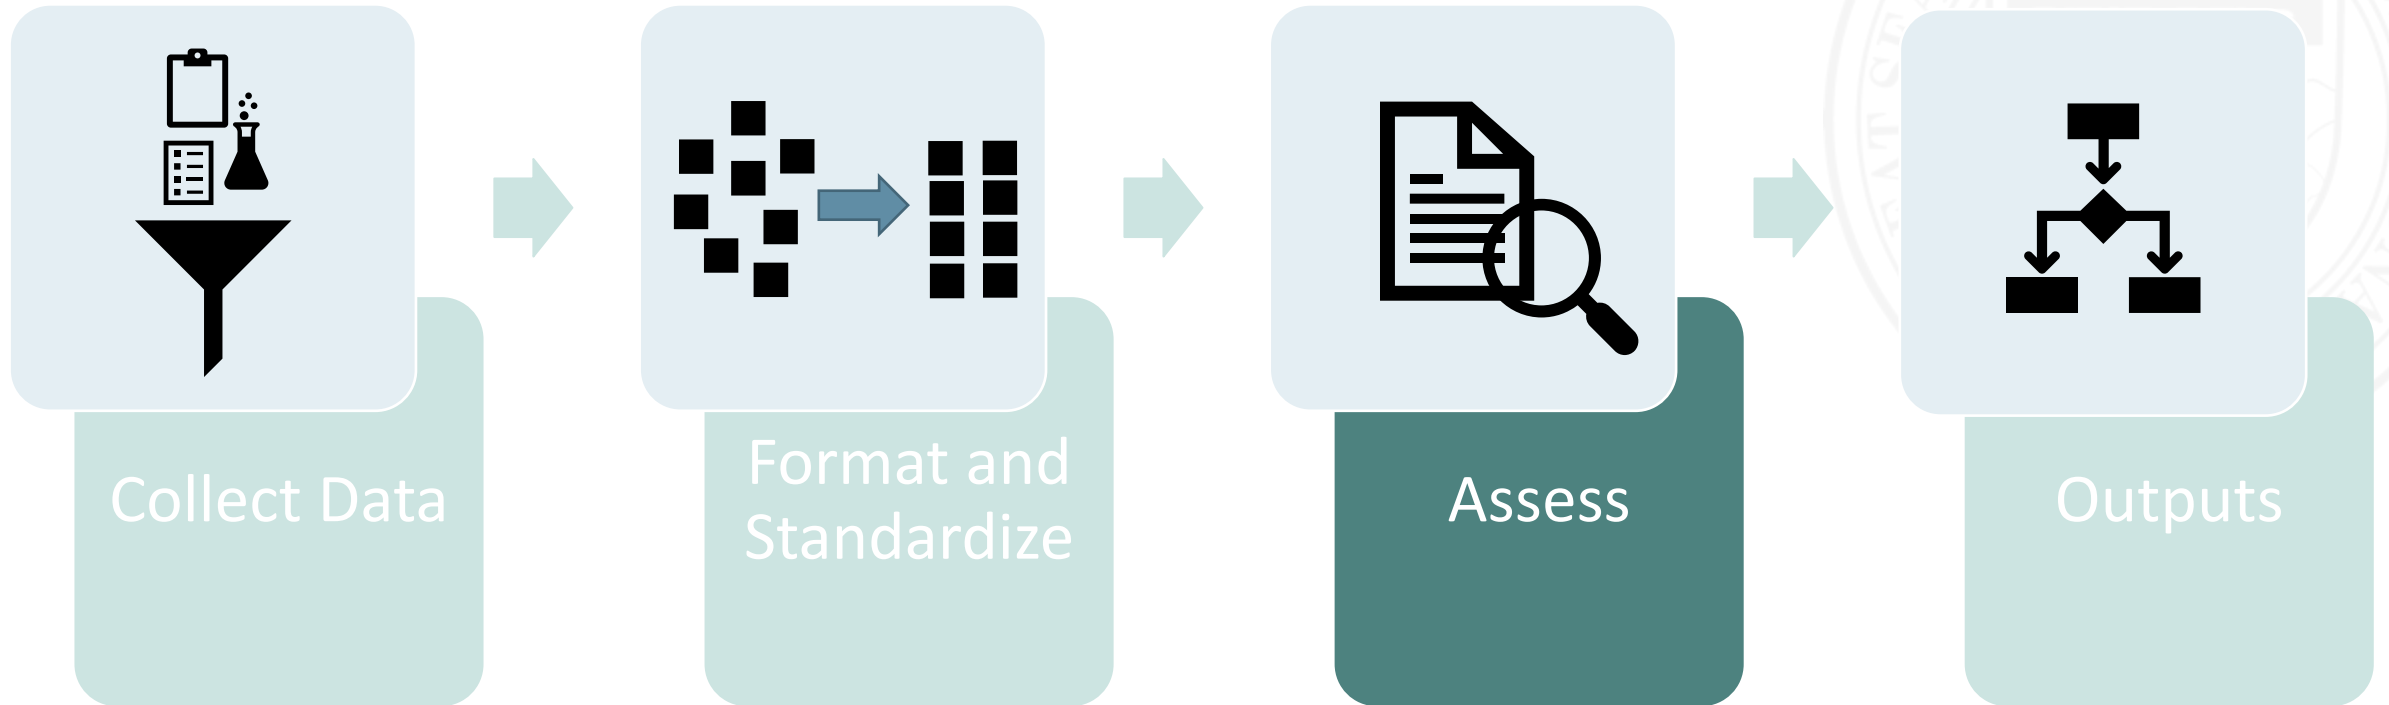 Collect Data
Format and
Standardize
Assess
Outputs